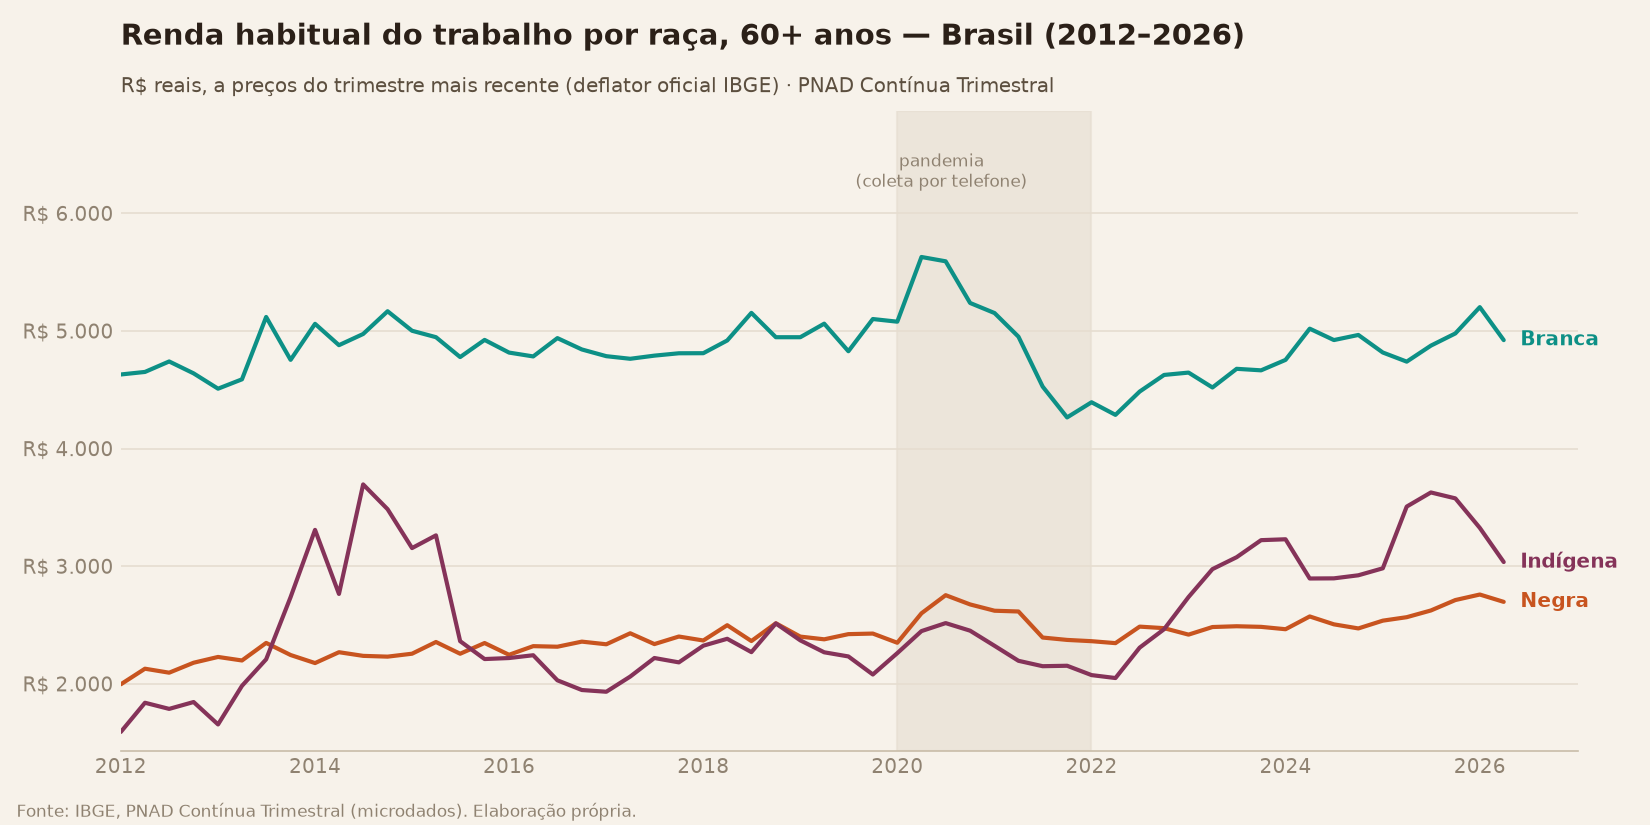 Renda habitual do trabalho por raça, 60+ anos — Brasil (2012–2026)
R$ reais, a preços do trimestre mais recente (deflator oficial IBGE) · PNAD Contínua Trimestral
pandemia
(coleta por telefone)
R$ 6.000
R$ 5.000
R$ 4.000
R$ 3.000
R$ 2.000
Branca
Indígena
Negra
2012
2014
2016
2018
2020
2022
2024
2026
Fonte: IBGE, PNAD Contínua Trimestral (microdados). Elaboração própria.